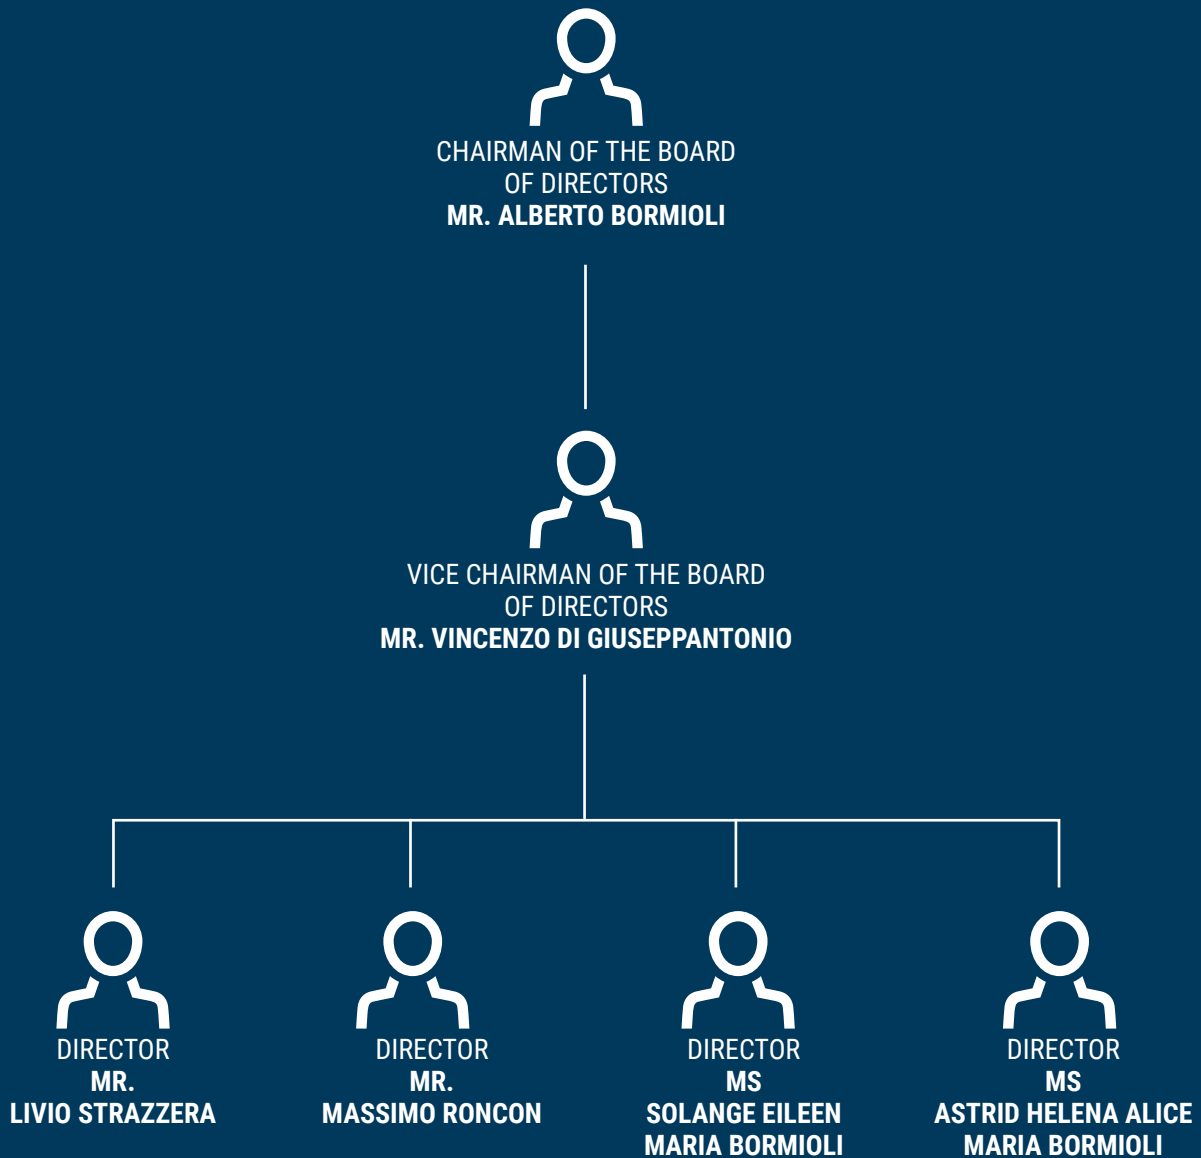 CHAIRMAN OF THE BOARD
OF DIRECTORS
MR. ALBERTO BORMIOLI
VICE CHAIRMAN OF THE BOARD
OF DIRECTORS
MR. VINCENZO DI GIUSEPPANTONIO
DIRECTOR
MR.
LIVIO STRAZZERA
DIRECTOR
MR.
MASSIMO RONCON
DIRECTOR
MS
SOLANGE EILEEN
MARIA BORMIOLI
DIRECTOR
MS
ASTRID HELENA ALICE
MARIA BORMIOLI